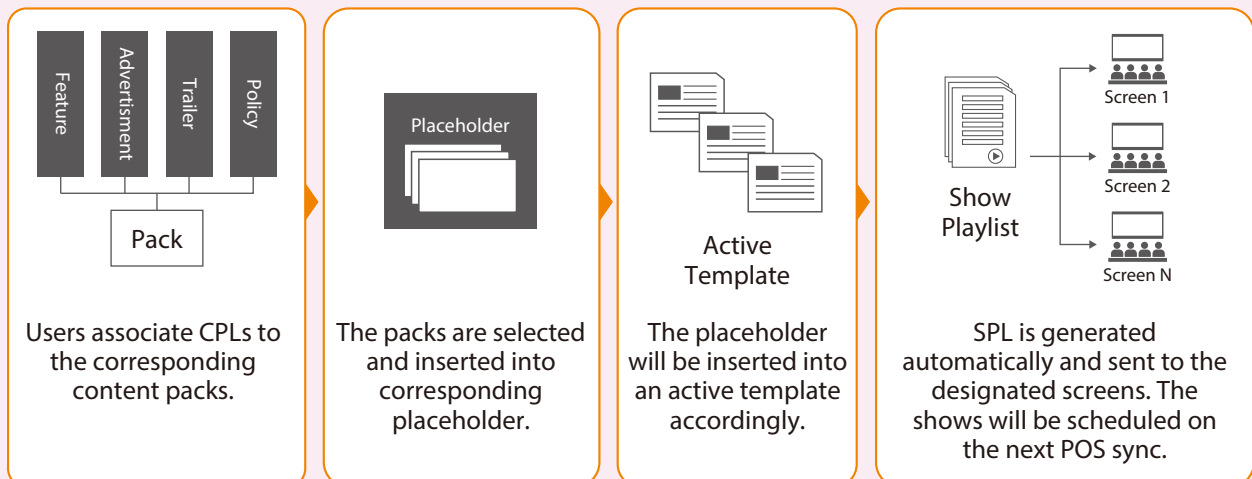 Feature
Advertisment
Trailer
Policy
Pack
Users associate CPLs to
the corresponding
content packs.
Placeholder
The packs are selected
and inserted into
corresponding
placeholder.
Active
Template
The placeholder
will be inserted into
an active template
accordingly.
Show
Playlist
Screen 1
Screen 2
Screen N
SPL is generated
automatically and sent to the
designated screens. The
shows will be scheduled on
the next POS sync.